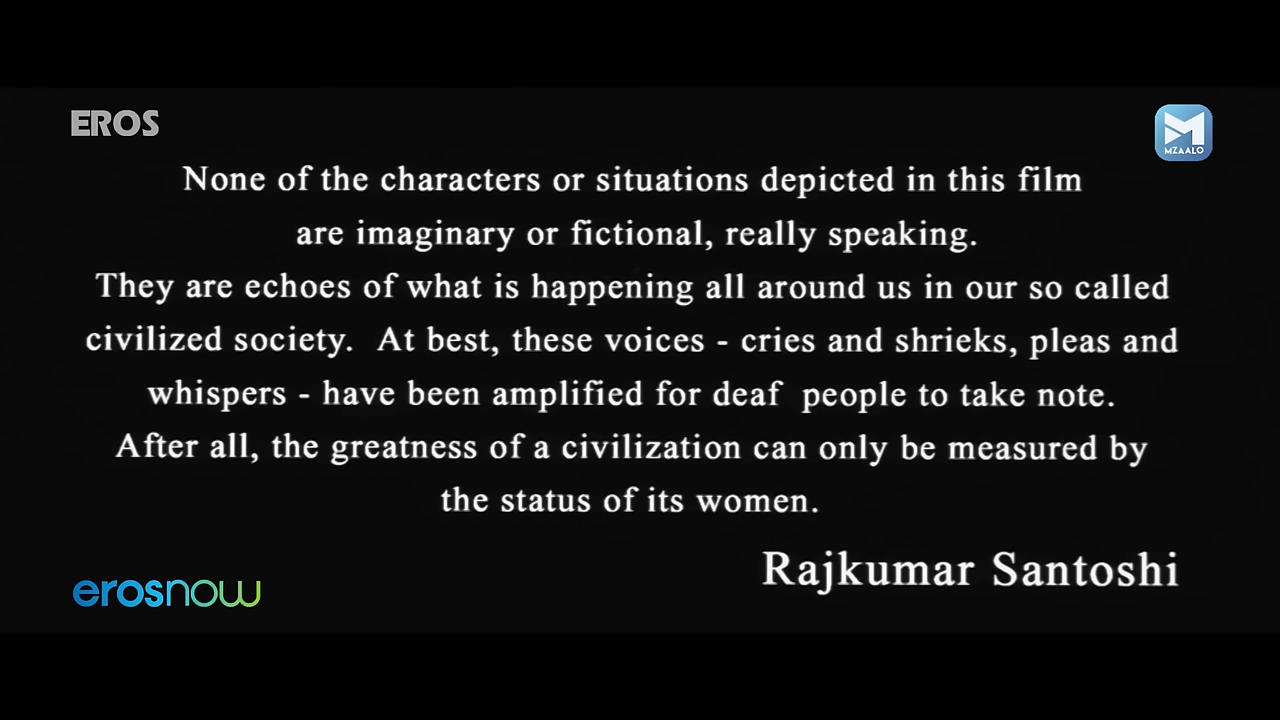 EROS
MZAALO
None of the characters or situations depicted in this film
are imaginary or fictional, really speaking.
They are echoes of what is happening all around us in our so called
civilized society.  At best, these voices - cries and shrieks, pleas and
whispers - have been amplified for deaf  people to take note.
After all, the greatness of a civilization can only be measured by
the status of its women.
Rajkumar Santoshi
erosnow